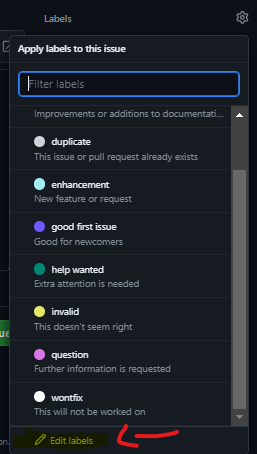 Labels
Apply labels to this issue
Filter labels
Improvements or additions to documentati...
duplicate
This issue or pull request already exists
enhancement
New feature or request
good first issue
Good for newcomers
help wanted
Extra attention is needed
invalid
This doesn't seem right
question
Further information is requested
wontfix
This will not be worked on
Edit labels